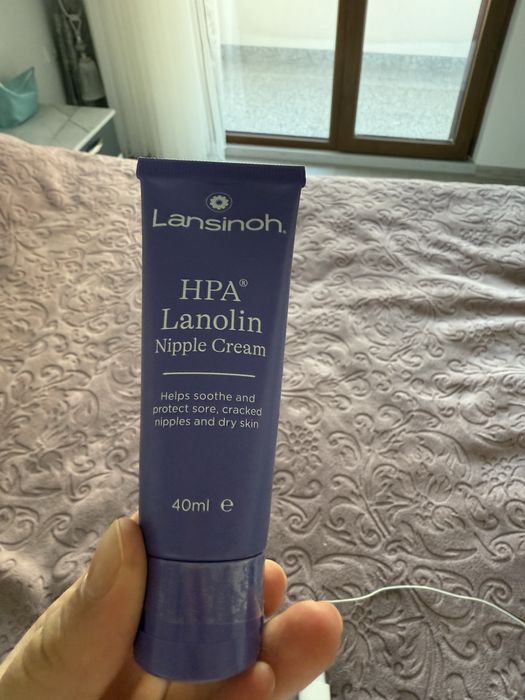 Lansinoh®
HPA®
Lanolin
Nipple Cream
Helps soothe and
protect sore, cracked
nipples and dry skin
40ml ℮